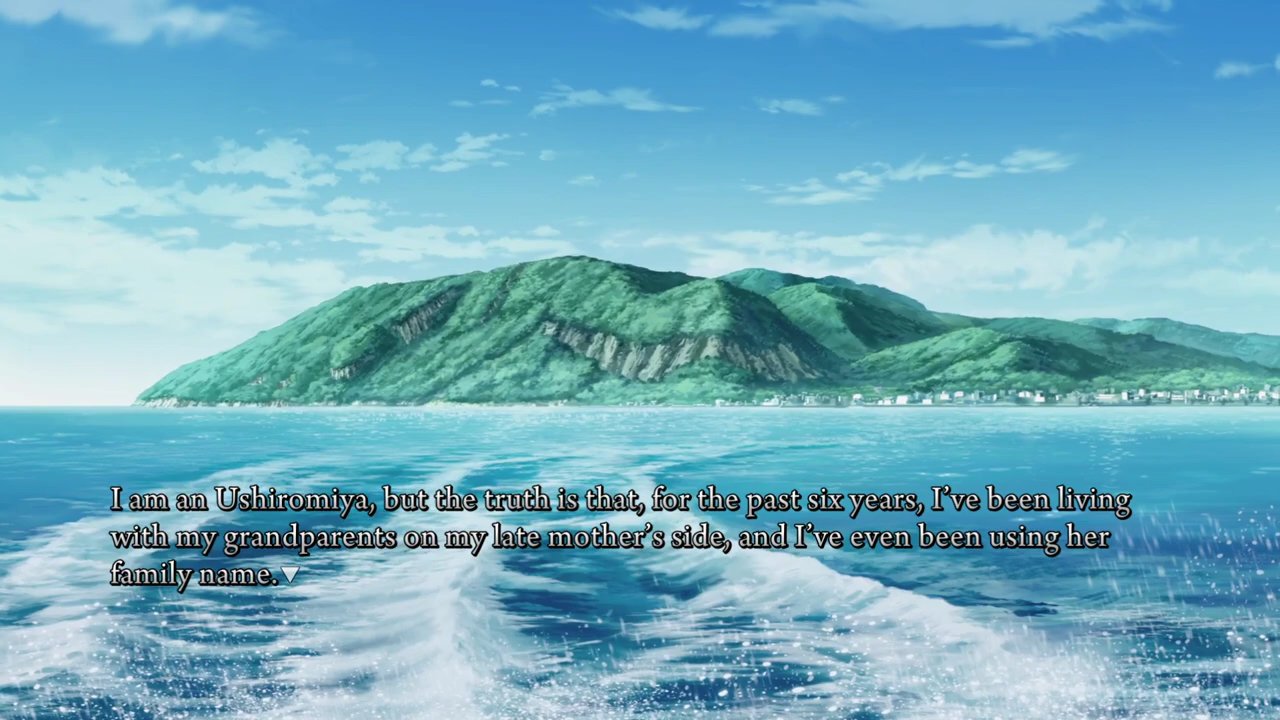 I am an Ushiromiya, but the truth is that, for the past six years, I've been living
with my grandparents on my late mother's side, and I've even been using her
family name.